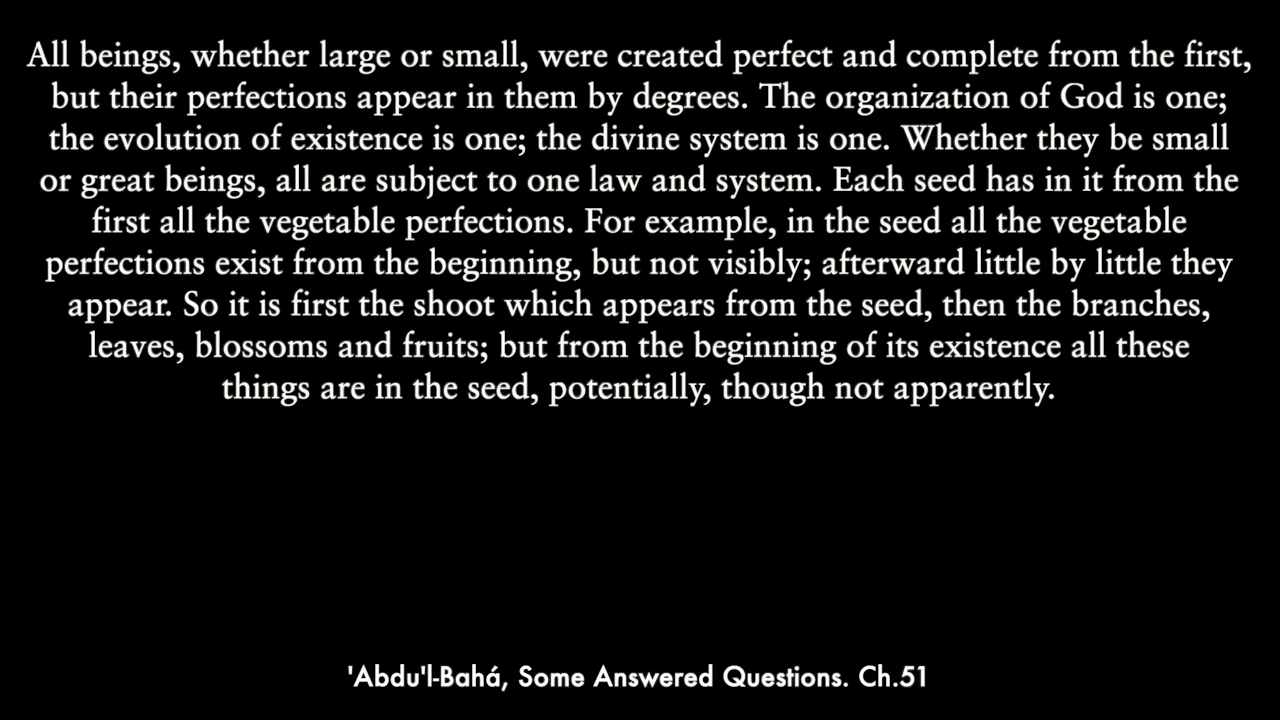 All beings, whether large or small, were created perfect and complete from the first,
but their perfections appear in them by degrees. The organization of God is one;
the evolution of existence is one; the divine system is one. Whether they be small
or great beings, all are subject to one law and system. Each seed has in it from the
first all the vegetable perfections. For example, in the seed all the vegetable
perfections exist from the beginning, but not visibly; afterward little by little they
appear. So it is first the shoot which appears from the seed, then the branches,
leaves, blossoms and fruits; but from the beginning of its existence all these
things are in the seed, potentially, though not apparently.
'Abdu'l-Bahá, Some Answered Questions. Ch.51